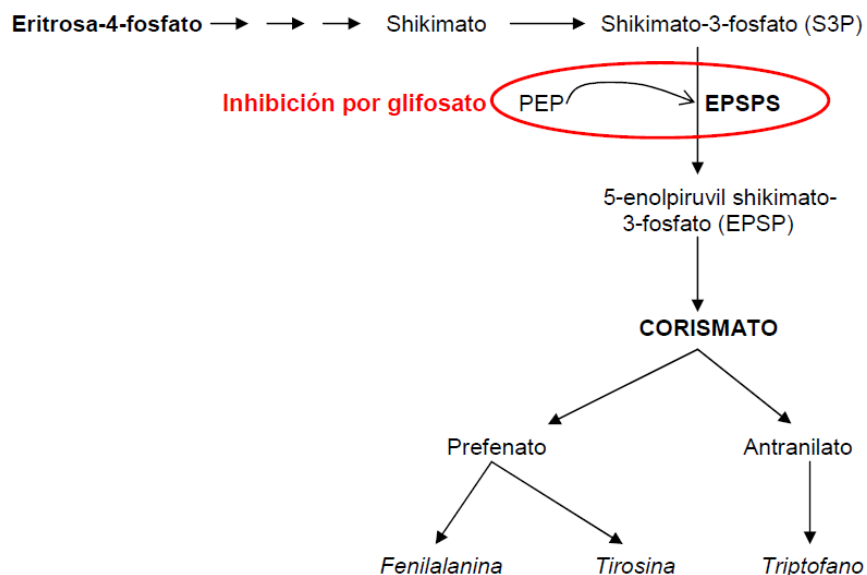 Eritrosa-4-fosfato Shikimato Shikimato-3-fosfato (S3P)
Inhibición por glifosato PEP EPSPS
5-enolpiruvil shikimato-
3-fosfato (EPSP)
CORISMATO
Prefenato Antranilato
Fenilalanina Tirosina Triptofano